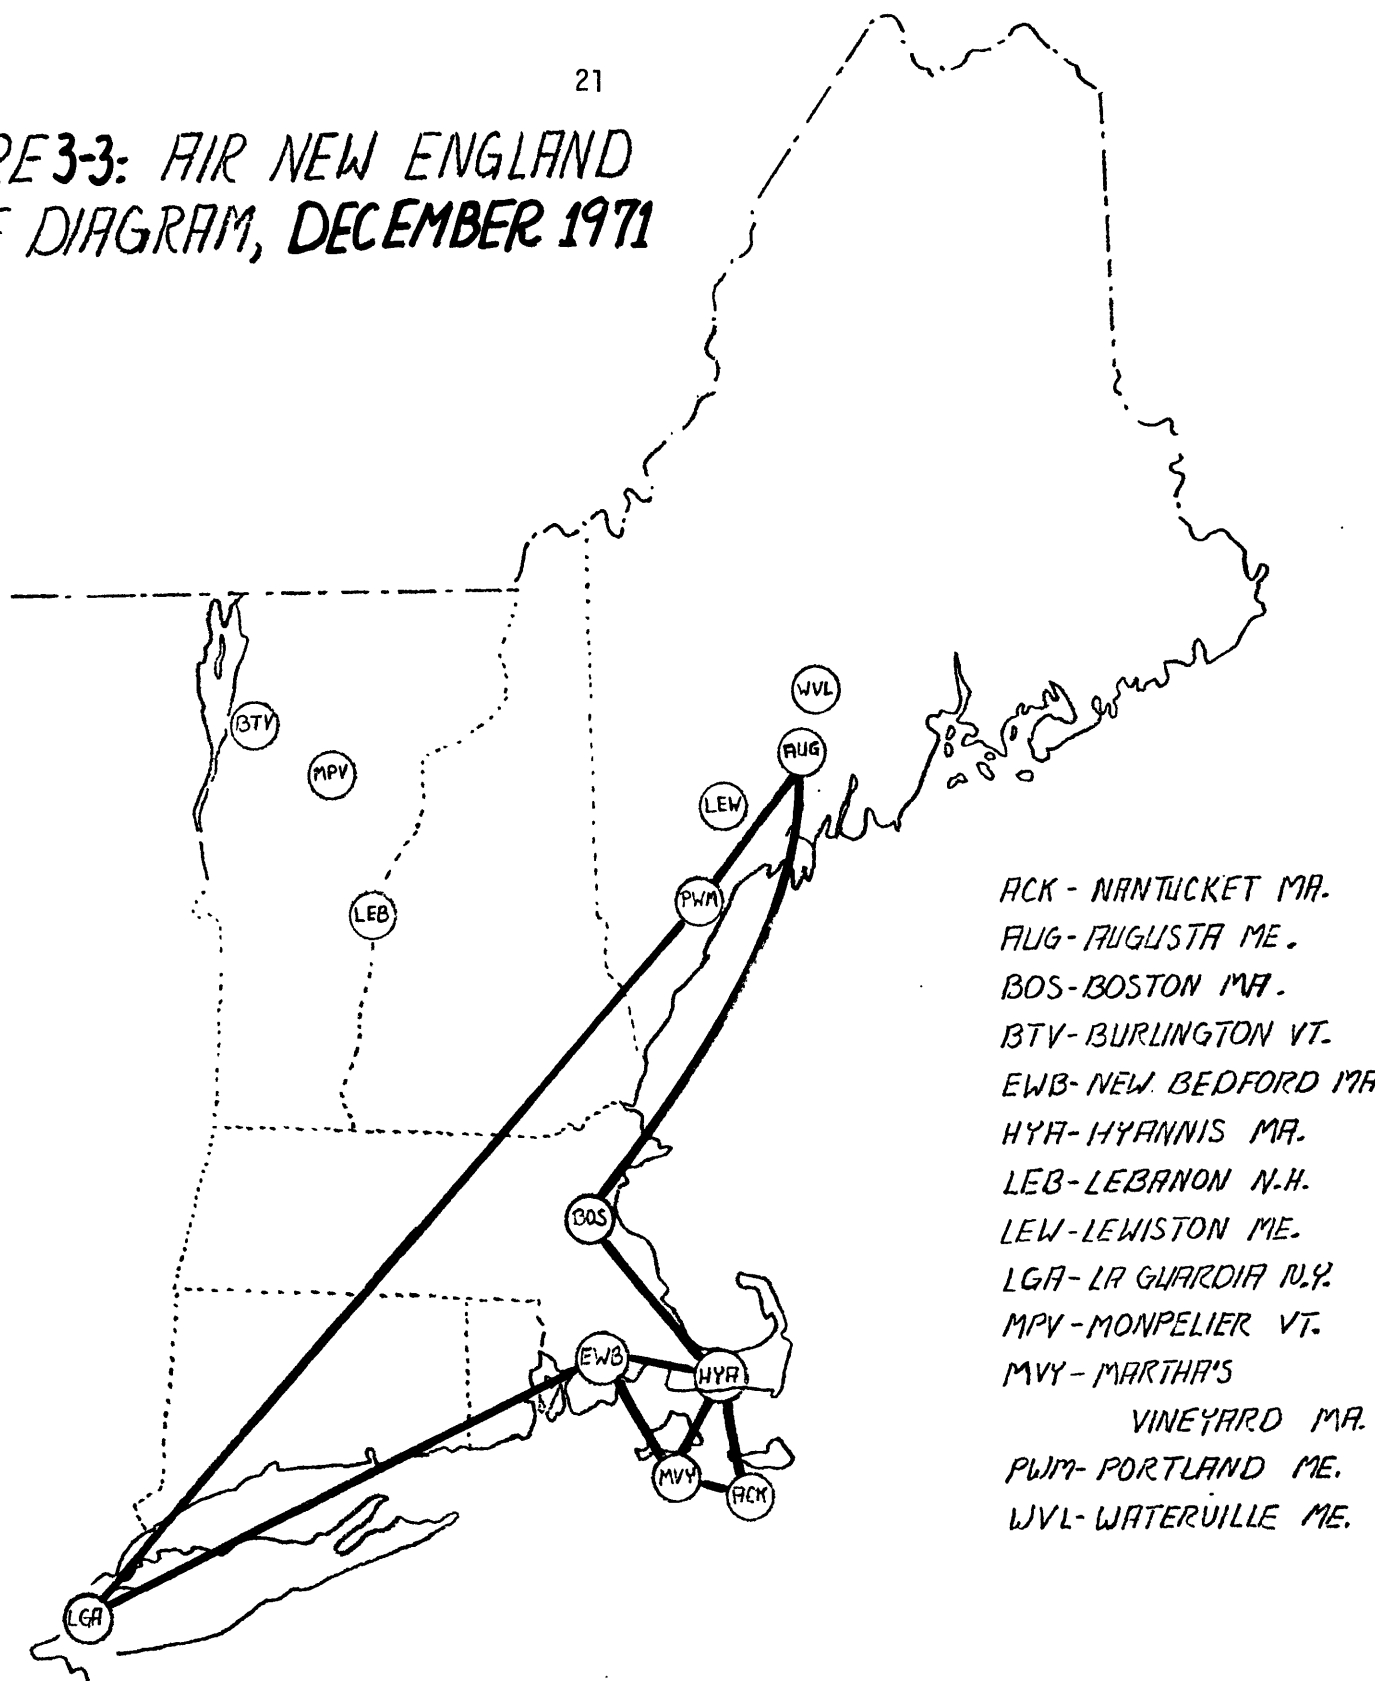 21
RE 3-3: AIR NEW ENGLAND
E DIAGRAM, DECEMBER 1971
WVL
BTV
AUG
MPV
LEW
PWM
LEB
ACK - NANTUCKET MA.
AUG - AUGUSTA ME.
BOS - BOSTON MA.
BTV - BURLINGTON VT.
EWB - NEW BEDFORD MA
HYA - HYANNIS MA.
LEB - LEBANON N.H.
LEW - LEWISTON ME.
LGA - LA GUARDIA N.Y.
MPV - MONPELIER VT.
MVY - MARTHA'S
VINEYARD MA.
PWM - PORTLAND ME.
WVL - WATERVILLE ME.
BOS
EWB
HYA
MVY
ACK
LGA